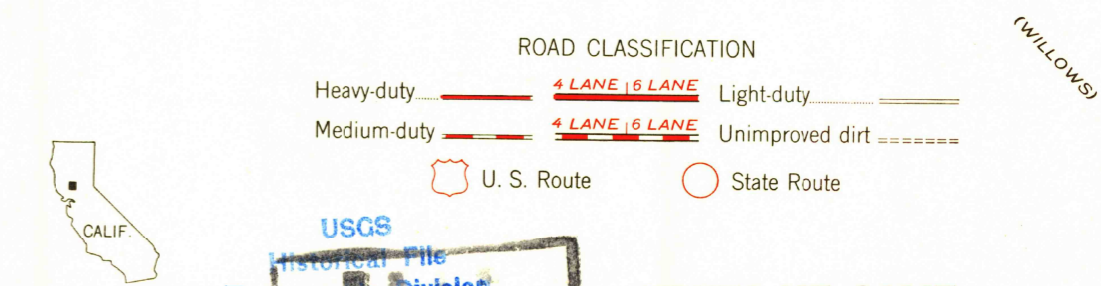 (WILLOWS)
ROAD CLASSIFICATION
Heavy-duty 4 LANE 6 LANE Light-duty
Medium-duty 4 LANE 6 LANE Unimproved dirt
U. S. Route State Route
CALIF.
USGS
Historical File
Division